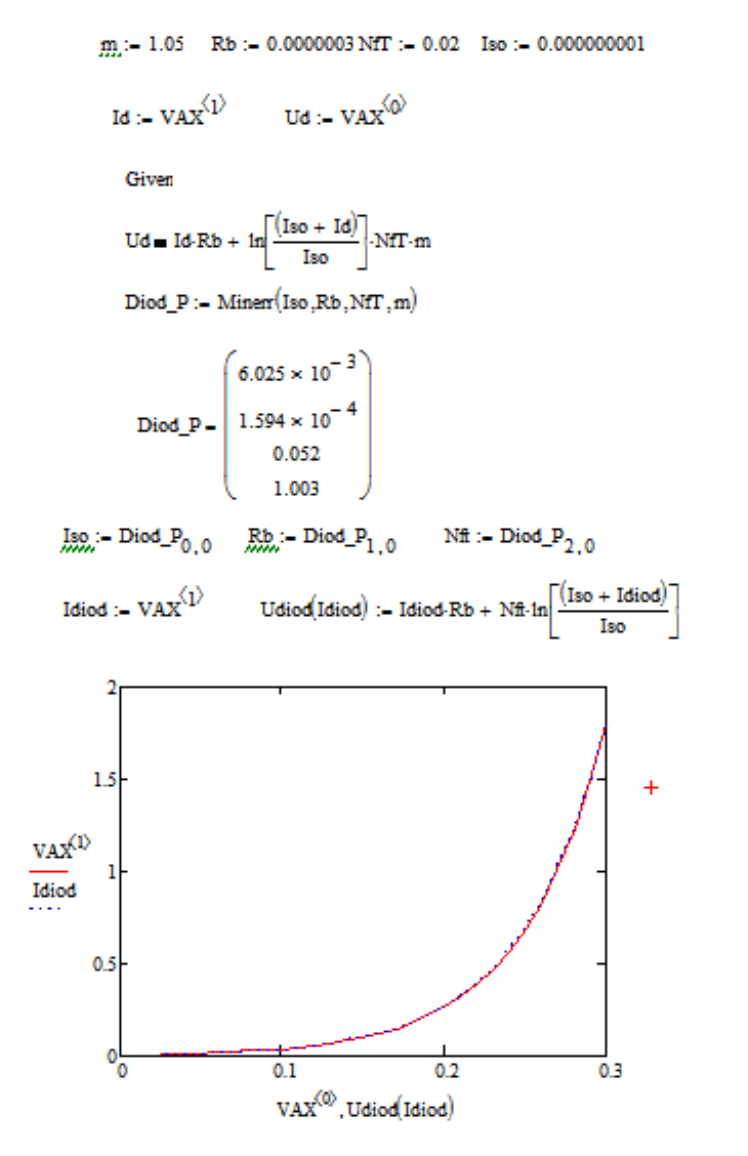 m := 1.05 Rb := 0.0000003 NfT := 0.02 Iso := 0.000000001
Id := VAX^⟨1⟩ Ud := VAX^⟨0⟩
Given
Ud = Id·Rb + ln[(Iso + Id)/Iso]·NfT·m
Diod_P := Minerr(Iso,Rb,NfT,m)
Diod_P = (6.025 × 10^-3
1.594 × 10^-4
0.052
1.003)
Iso := Diod_P_0,0 Rb := Diod_P_1,0 Nft := Diod_P_2,0
Idiod := VAX^⟨1⟩ Udiod(Idiod) := Idiod·Rb + Nft·ln[(Iso + Idiod)/Iso]
2
1.5
1
0.5
0
VAX^⟨1⟩
Idiod
0 0.1 0.2 0.3
VAX^⟨0⟩, Udiod(Idiod)